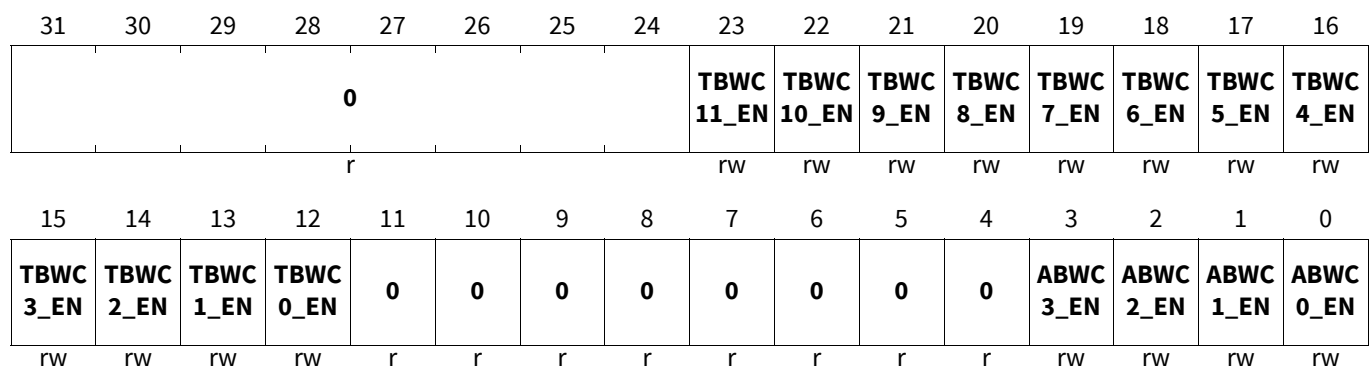 31 30 29 28 27 26 25 24 23 22 21 20 19 18 17 16
0 TBWC TBWC TBWC TBWC TBWC TBWC TBWC TBWC
11_EN 10_EN 9_EN 8_EN 7_EN 6_EN 5_EN 4_EN
r rw rw rw rw rw rw rw rw
15 14 13 12 11 10 9 8 7 6 5 4 3 2 1 0
TBWC TBWC TBWC TBWC 0 0 0 0 0 0 0 0 ABWC ABWC ABWC ABWC
3_EN 2_EN 1_EN 0_EN 3_EN 2_EN 1_EN 0_EN
rw rw rw rw r r r r r r r r rw rw rw rw